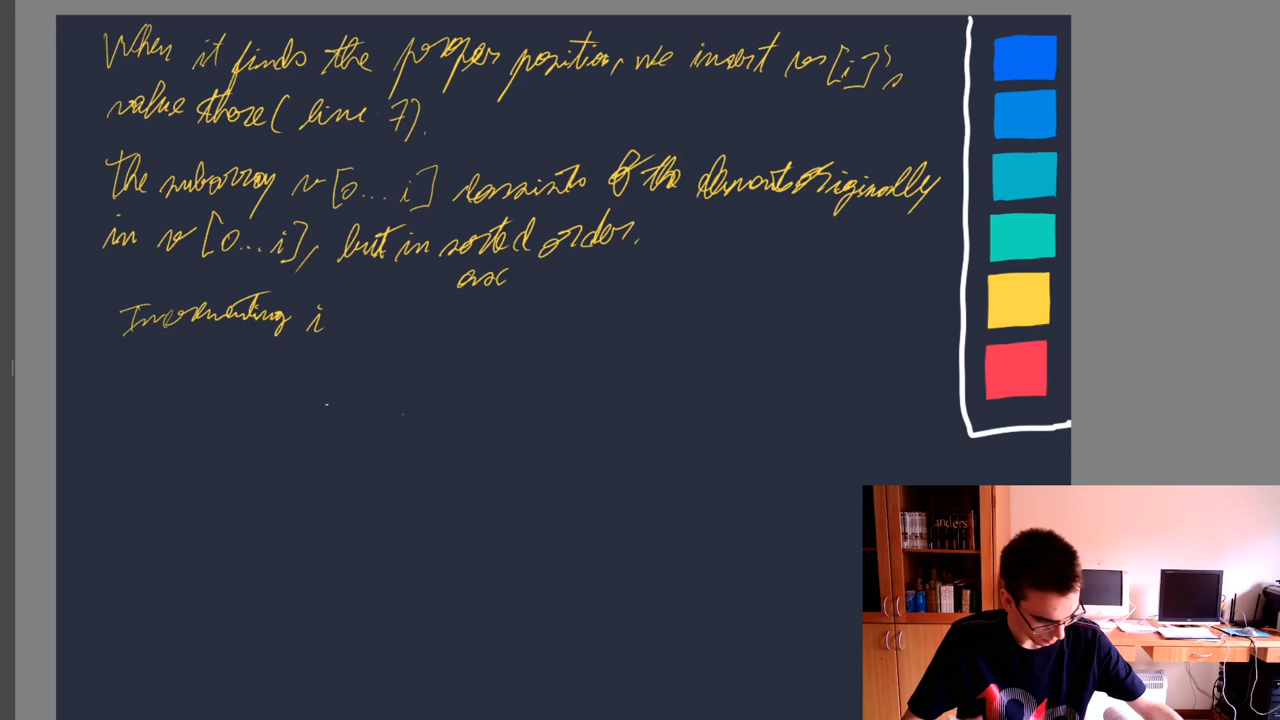 When it finds the proper position, we insert v[i]'s
value there (line 7).
The subarray v[0...i] consists of the elements originally
in v[0...i], but in sorted order.
asc
Incrementing i
anders